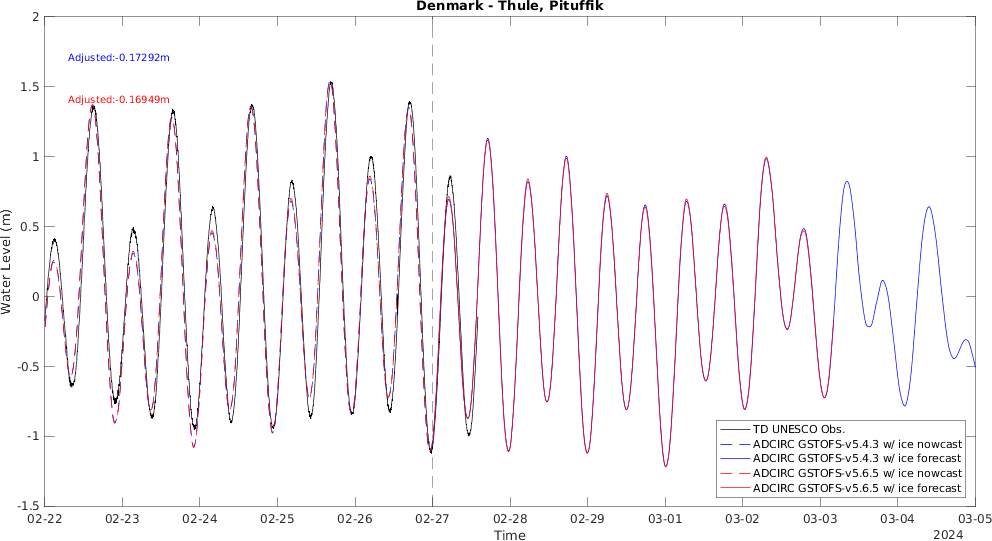 Denmark - Thule, Pituffik
Adjusted:-0.17292m
Adjusted:-0.16949m
Water Level (m)
2
1.5
1
0.5
0
-0.5
-1
-1.5
TD UNESCO Obs.
ADCIRC GSTOFS-v5.4.3 w/ ice nowcast
ADCIRC GSTOFS-v5.4.3 w/ ice forecast
ADCIRC GSTOFS-v5.6.5 w/ ice nowcast
ADCIRC GSTOFS-v5.6.5 w/ ice forecast
02-22 02-23 02-24 02-25 02-26 02-27 02-28 02-29 03-01 03-02 03-03 03-04 03-05
Time
2024